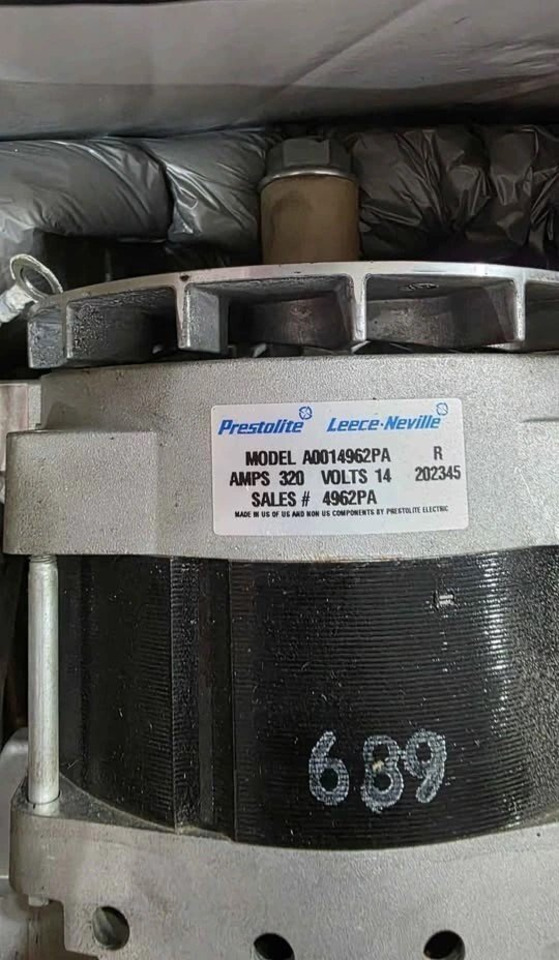 Prestolite Leece-Neville
MODEL A0014962PA R
AMPS 320 VOLTS 14 202345
SALES # 4962PA
MADE IN US OF US AND NON US COMPONENTS BY PRESTOLITE ELECTRIC
689